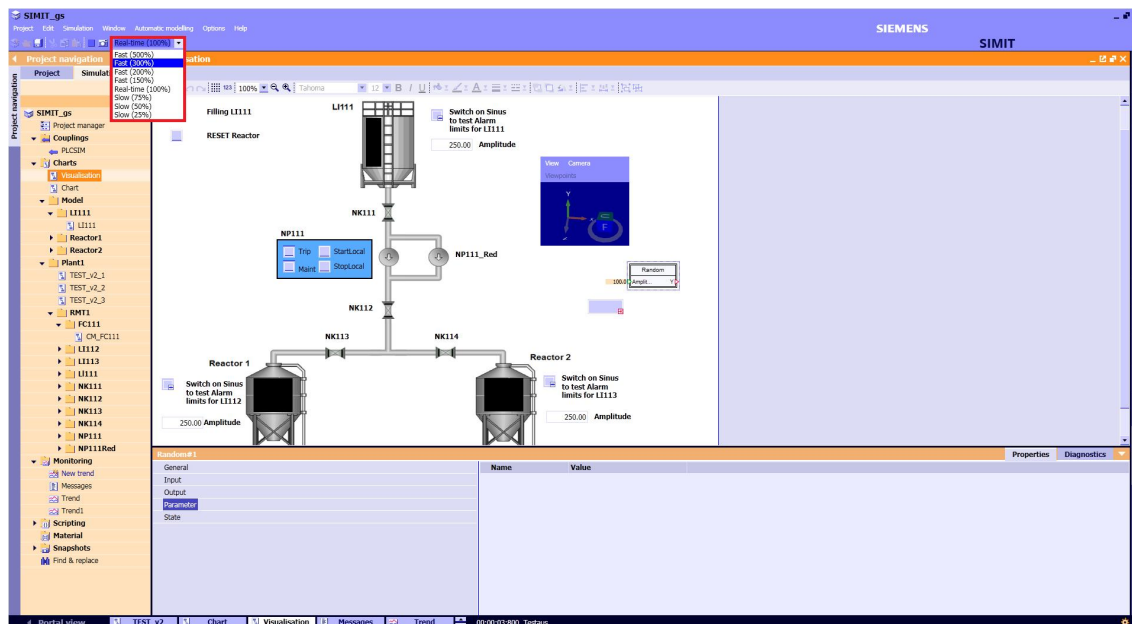 SIMIT_gs
Project Edit Simulation Window Automatic modelling Options Help
SIEMENS
SIMIT
Real-time (100%)
Fast (500%)
Fast (300%)
Fast (200%)
Fast (150%)
Real-time (100%)
Slow (75%)
Slow (50%)
Slow (25%)
Project navigation
Project
100%
Tahoma
12
B I U
Project navigation
SIMIT_gs
Project manager
Couplings
PLCSIM
Charts
Visualisation
Chart
Model
LI111
LI111
Reactor1
Reactor2
Plant1
TEST_v2_1
TEST_v2_2
TEST_v2_3
RMT1
FC111
CM_FC111
LI112
LI113
LI111
NK111
NK112
NK113
NK114
NP111
NP111Red
Monitoring
New trend
Messages
Trend
Trend1
Scripting
Material
Snapshots
Find & replace
Filling LI111
RESET Reactor
LI111
Switch on Sinus
to test Alarm
limits for LI111
250.00 Amplitude
View Camera
Viewpoints
Y
F
NK111
NP111
Trip StartLocal
Maint StopLocal
NP111_Red
Random
100.0 Amplit... Y
NK112
NK113
NK114
Reactor 1
Reactor 2
Switch on Sinus
to test Alarm
limits for LI112
250.00 Amplitude
Switch on Sinus
to test Alarm
limits for LI113
250.00 Amplitude
Random#1
Properties Diagnostics
General
Input
Output
Parameter
State
Name Value
Portal view TEST_v2 Chart Visualisation Messages Trend 00:00:03:800 Testaus